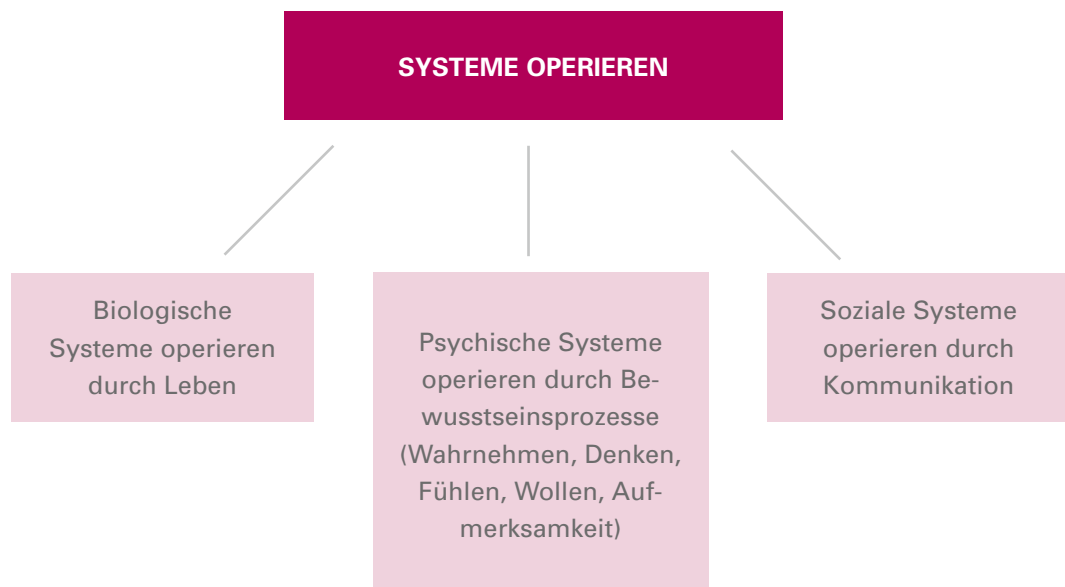 SYSTEME OPERIEREN
Biologische
Systeme operieren
durch Leben
Psychische Systeme
operieren durch Be-
wusstseinsprozesse
(Wahrnehmen, Denken,
Fühlen, Wollen, Auf-
merksamkeit)
Soziale Systeme
operieren durch
Kommunikation